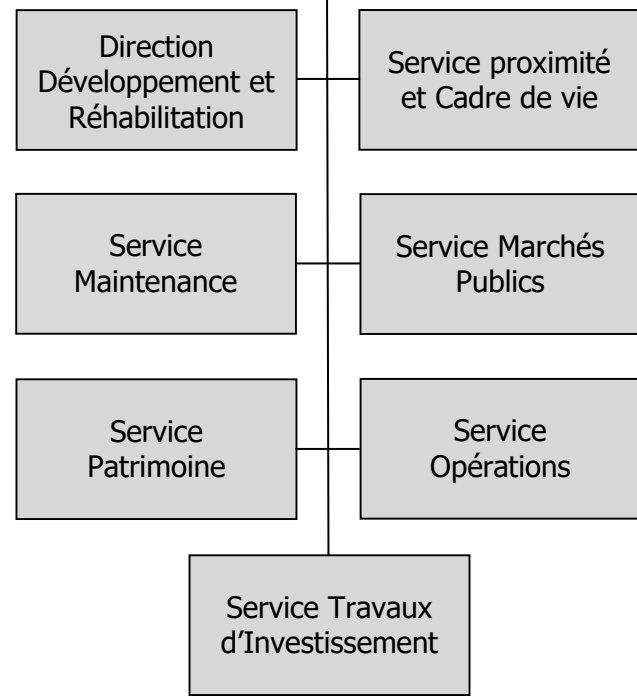 Direction
Développement et
Réhabilitation
Service proximité
et Cadre de vie
Service
Maintenance
Service Marchés
Publics
Service
Patrimoine
Service
Opérations
Service Travaux
d’Investissement